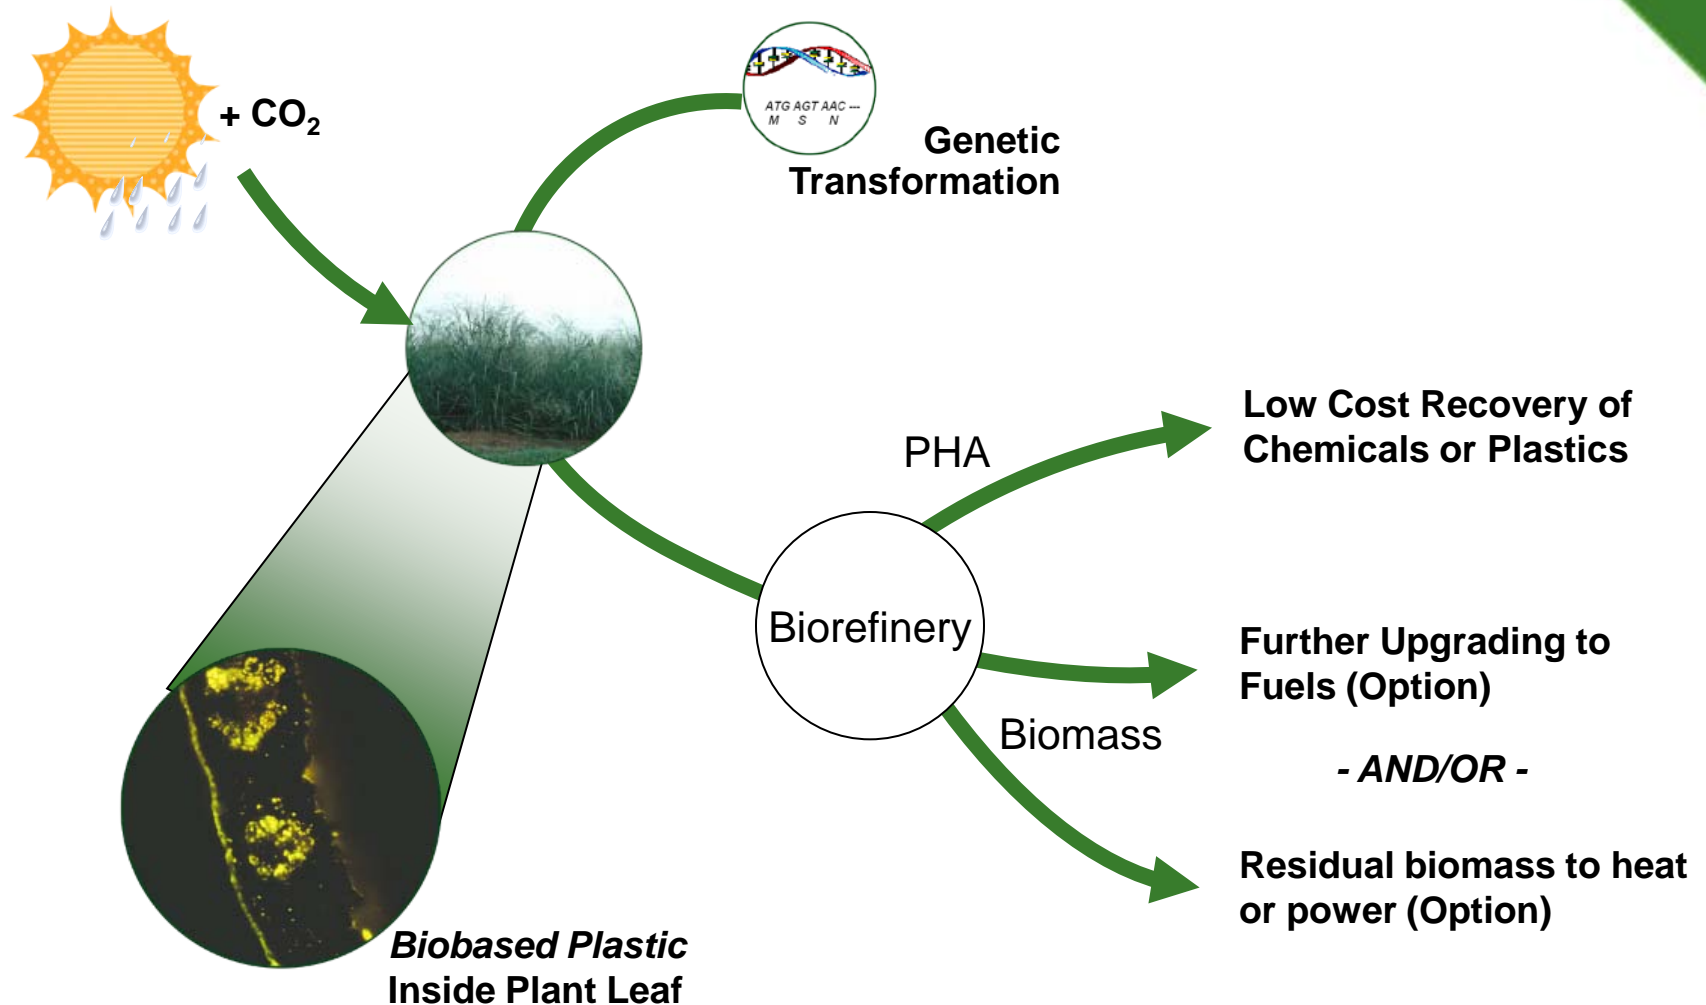 + CO₂
ATG AGT AAC ---
M S N
Genetic
Transformation
PHA
Low Cost Recovery of
Chemicals or Plastics
Biorefinery
Further Upgrading to
Fuels (Option)
Biomass
- AND/OR -
Residual biomass to heat
or power (Option)
Biobased Plastic
Inside Plant Leaf